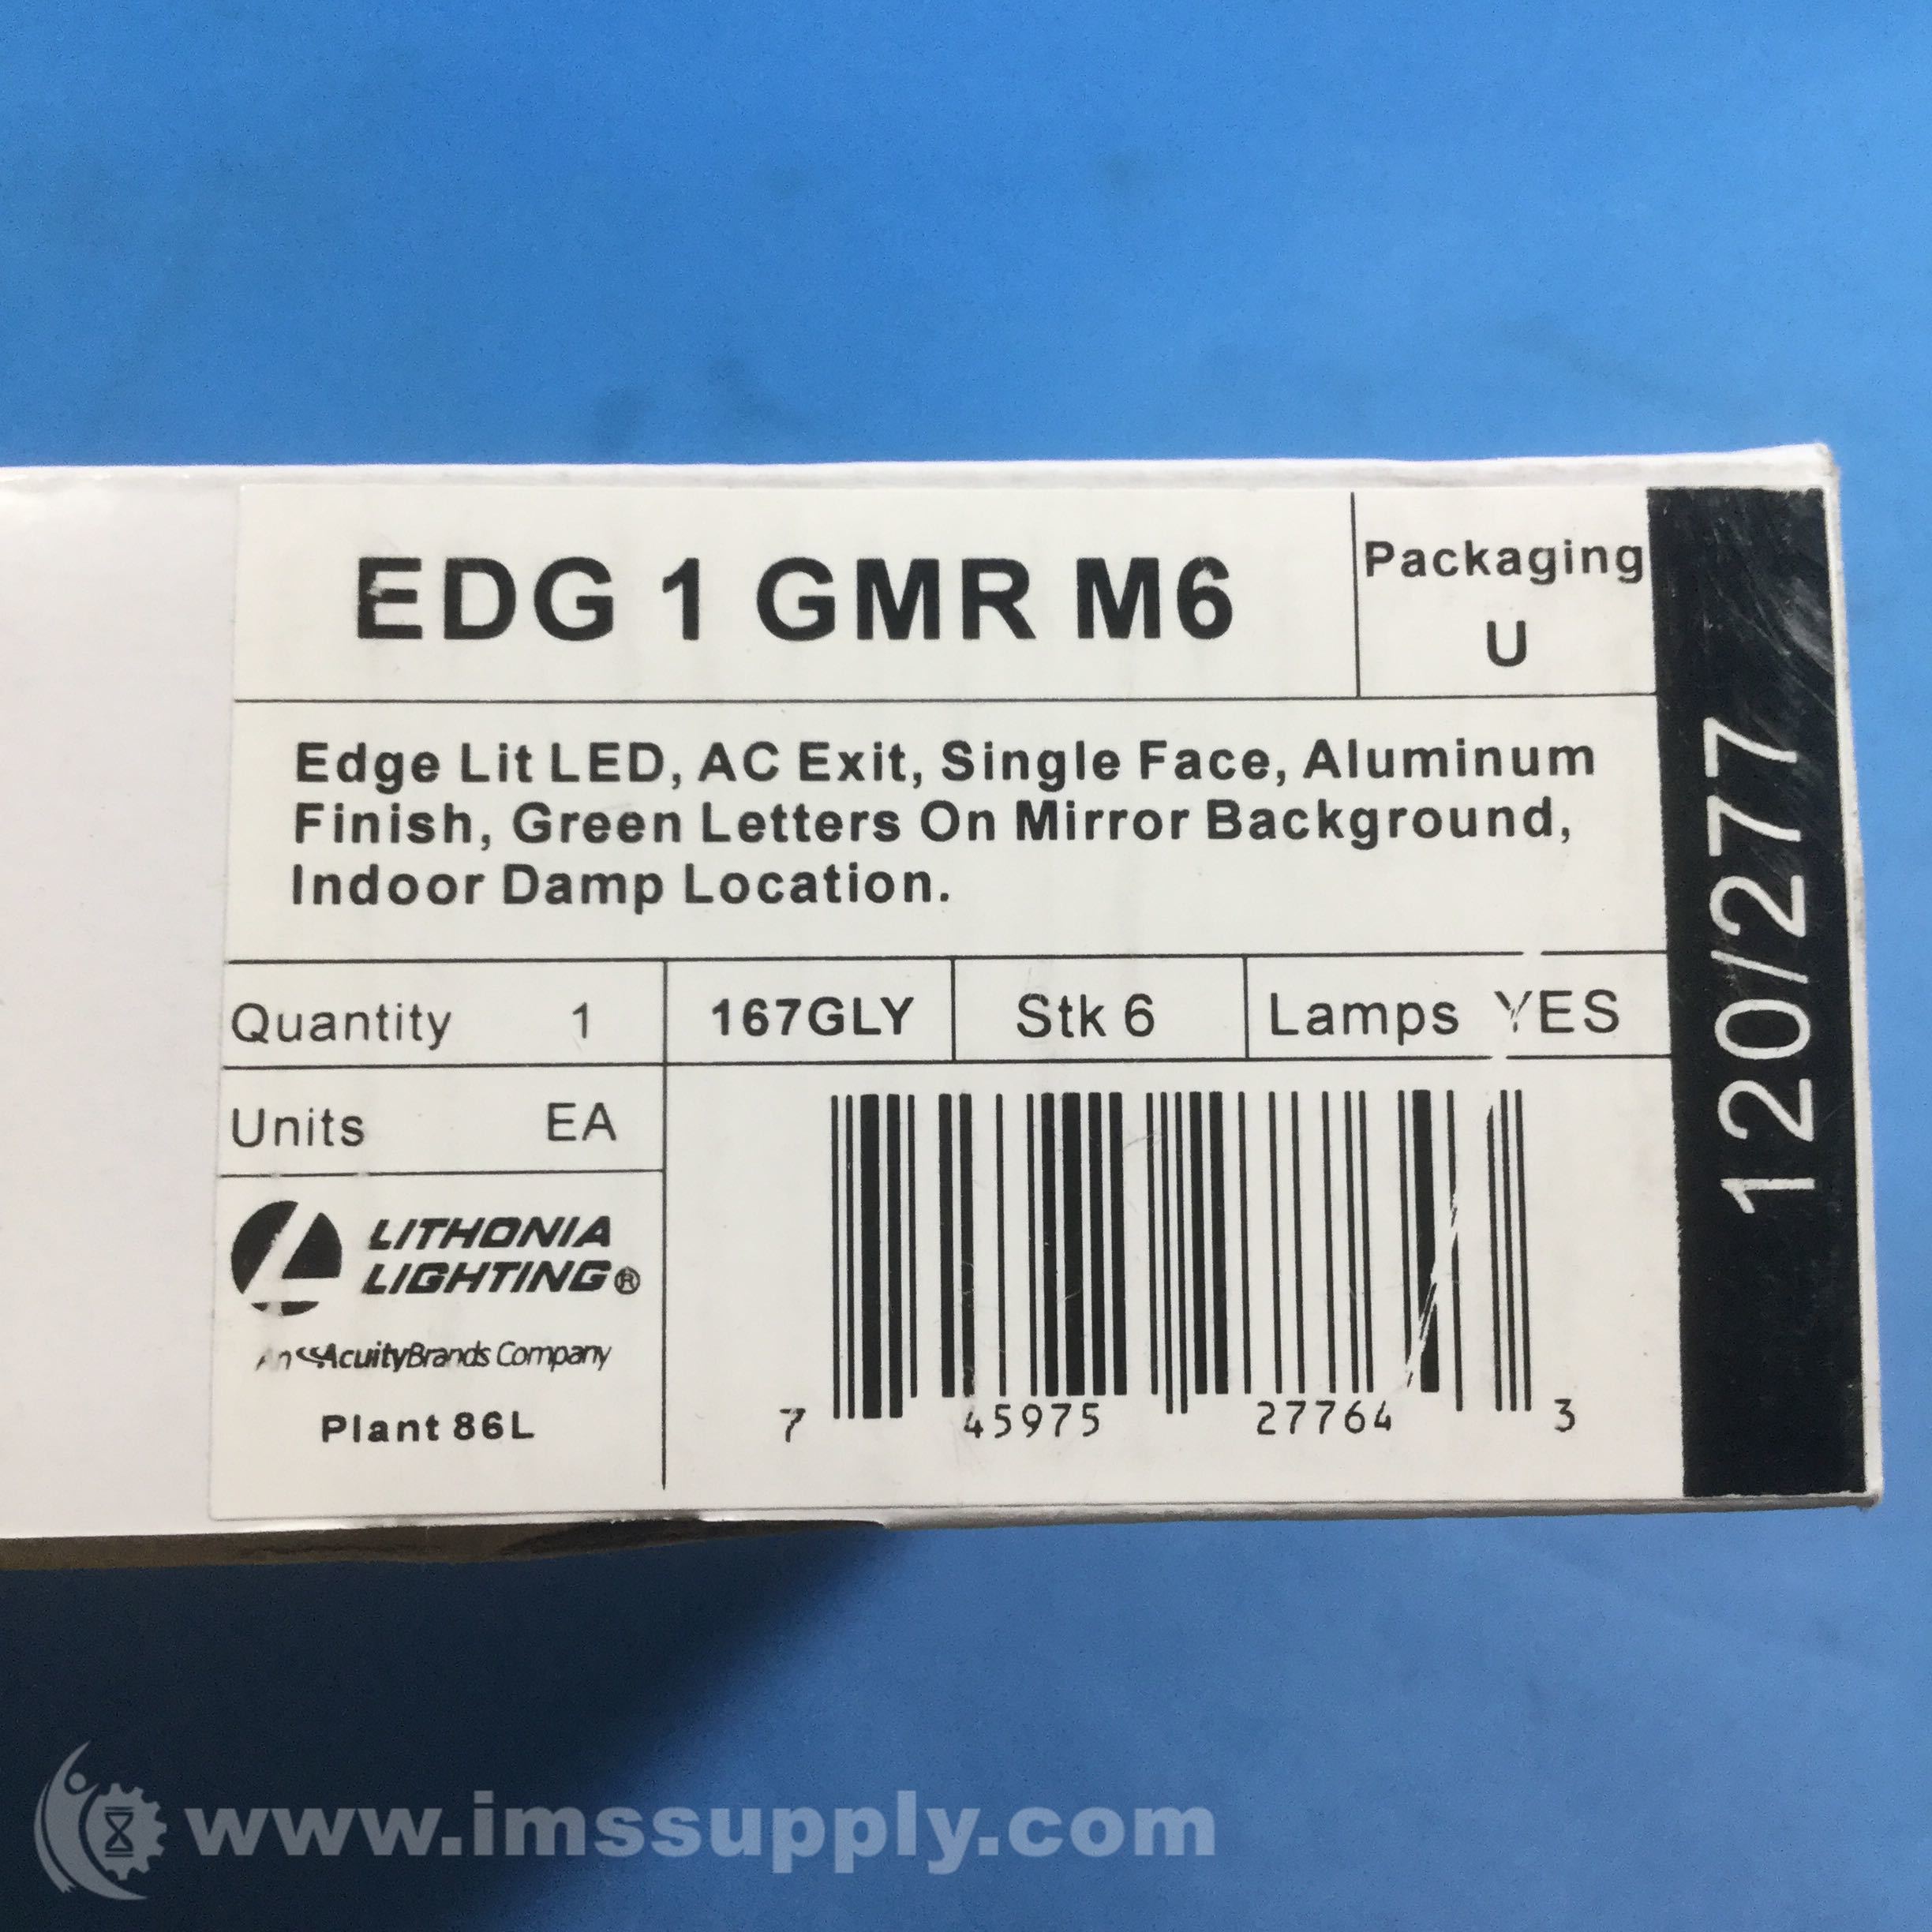 EDG 1 GMR M6
Packaging
U
Edge Lit LED, AC Exit, Single Face, Aluminum
Finish, Green Letters On Mirror Background,
Indoor Damp Location.
Quantity 1
167GLY
Stk 6
Lamps YES
Units EA
LITHONIA
LIGHTING®
An AcuityBrands Company
Plant 86L
7 45975 27764 3
120/277
www.imssupply.com